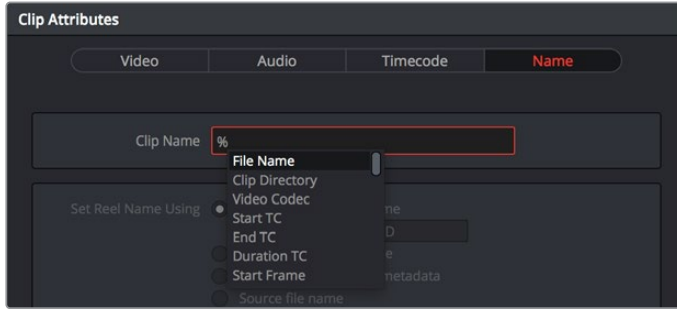 Clip Attributes
Video Audio Timecode Name
Clip Name %
File Name
Clip Directory
Video Codec
Set Reel Name Using
Start TC
End TC
Duration TC
Start Frame
metadata
Source file name